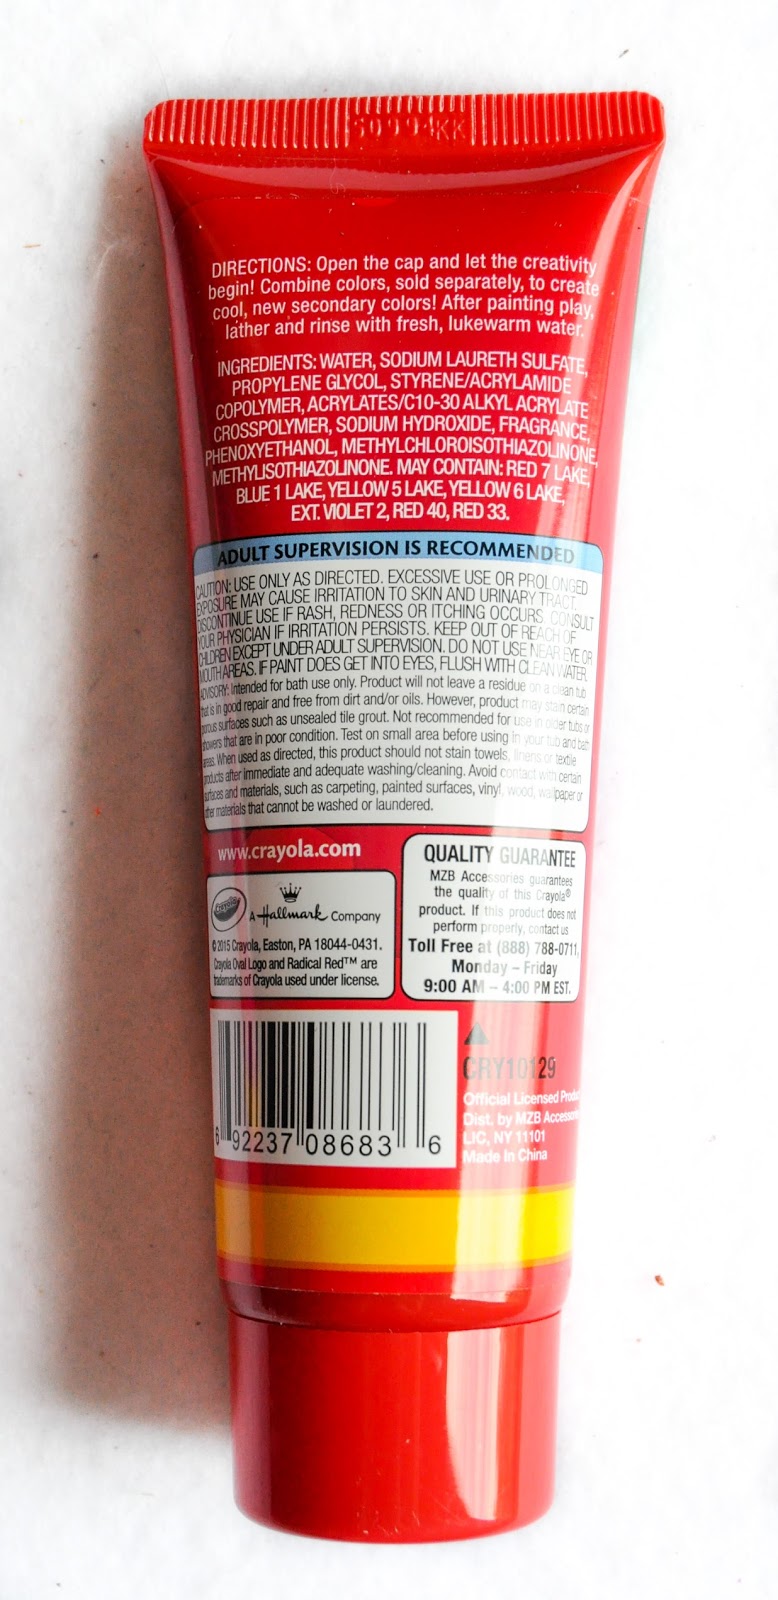 DIRECTIONS: Open the cap and let the creativity
begin! Combine colors, sold separately, to create
cool, new secondary colors! After painting play,
lather and rinse with fresh, lukewarm water.
INGREDIENTS: WATER, SODIUM LAURETH SULFATE,
PROPYLENE GLYCOL, STYRENE/ACRYLAMIDE
COPOLYMER, ACRYLATES/C10-30 ALKYL ACRYLATE
CROSSPOLYMER, SODIUM HYDROXIDE, FRAGRANCE,
PHENOXYETHANOL, METHYLCHLOROISOTHIAZOLINONE,
METHYLISOTHIAZOLINONE. MAY CONTAIN: RED 7 LAKE,
BLUE 1 LAKE, YELLOW 5 LAKE, YELLOW 6 LAKE,
EXT. VIOLET 2, RED 40, RED 33.
ADULT SUPERVISION IS RECOMMENDED
CAUTION: USE ONLY AS DIRECTED. EXCESSIVE USE OR PROLONGED
EXPOSURE MAY CAUSE IRRITATION TO SKIN AND URINARY TRACT.
DISCONTINUE USE IF RASH, REDNESS OR ITCHING OCCURS. CONSULT
YOUR PHYSICIAN IF IRRITATION PERSISTS. KEEP OUT OF REACH OF
CHILDREN EXCEPT UNDER ADULT SUPERVISION. DO NOT USE NEAR EYE OR
MOUTH AREAS. IF PAINT DOES GET INTO EYES, FLUSH WITH CLEAN WATER.
ADVISORY: Intended for bath use only. Product will not leave a residue on a clean tub
that is in good repair and free from dirt and/or oils. However, product may stain certain
porous surfaces such as unsealed tile grout. Not recommended for use in older tubs or
showers that are in poor condition. Test on small area before using in your tub and bath
areas. When used as directed, this product should not stain towels, linens or textile
products after immediate and adequate washing/cleaning. Avoid contact with certain
surfaces and materials, such as carpeting, painted surfaces, vinyl, wood, wallpaper or
other materials that cannot be washed or laundered.
www.crayola.com
Crayola
A Hallmark Company
© 2015 Crayola, Easton, PA 18044-0431.
Crayola Oval Logo and Radical Red™ are
trademarks of Crayola used under license.
QUALITY GUARANTEE
MZB Accessories guarantees
the quality of this Crayola®
product. If this product does not
perform properly, contact us
Toll Free at (888) 788-0711,
Monday – Friday
9:00 AM – 4:00 PM EST.
6 92237 08683 6
CRY10129
Official Licensed Product
Dist. by MZB Accessories
LIC, NY 11101
Made in China